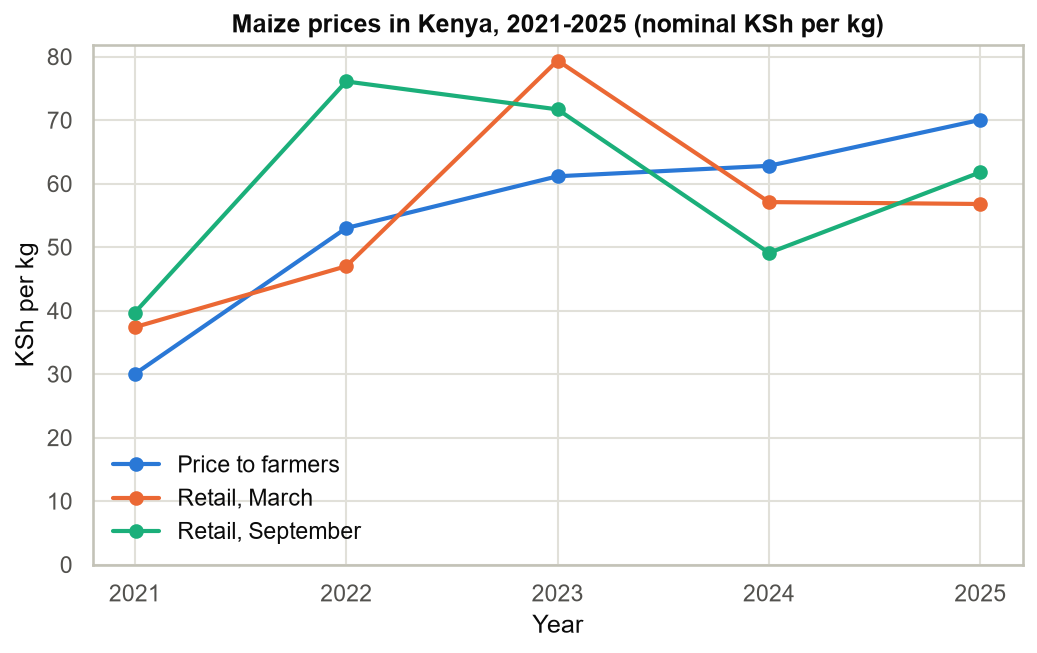 Maize prices in Kenya, 2021-2025 (nominal KSh per kg)
80
70
60
50
40
30
20
10
0
KSh per kg
Price to farmers
Retail, March
Retail, September
2021 2022 2023 2024 2025
Year